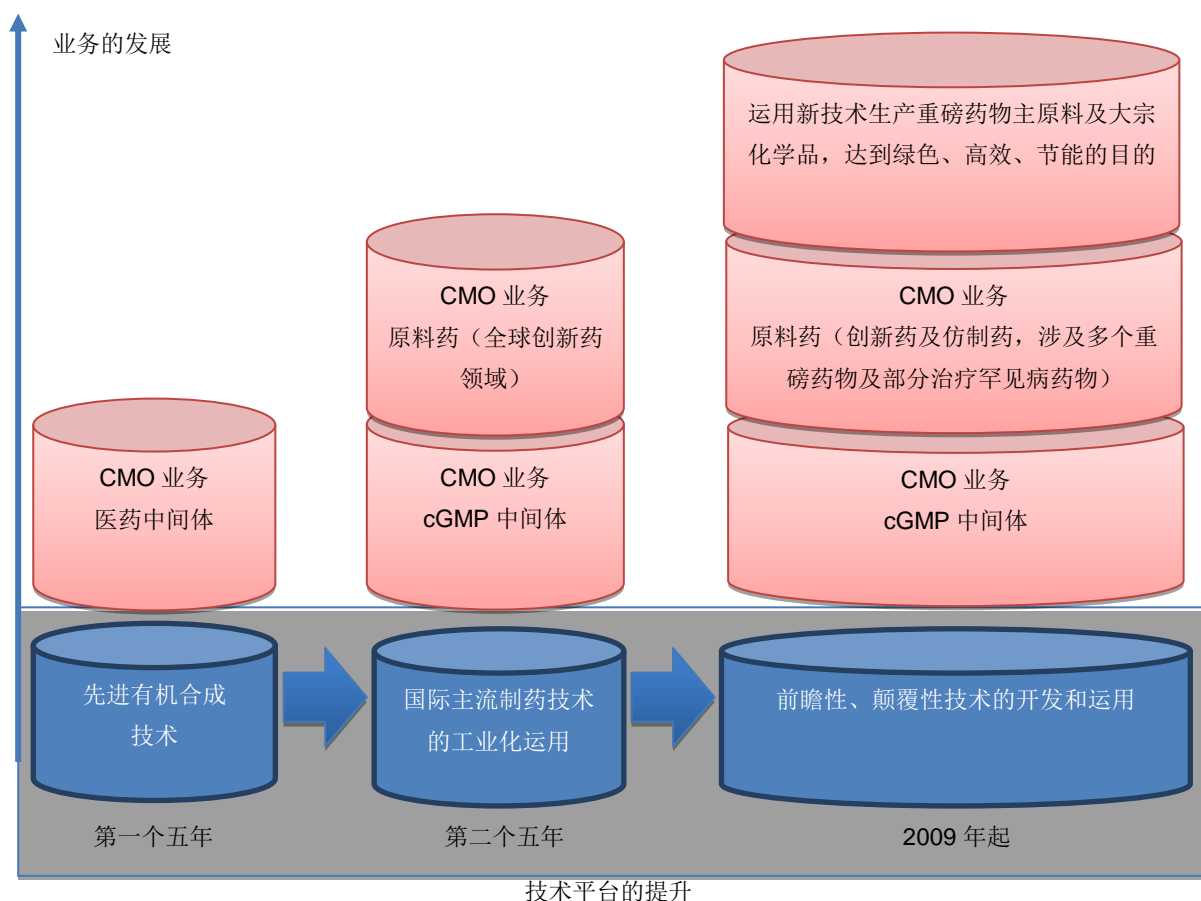 业务的发展
运用新技术生产重磅药物主原料及大宗
化学品，达到绿色、高效、节能的目的
CMO 业务
原料药（全球创新药
领域）
CMO 业务
原料药（创新药及仿制药，涉及多个重
磅药物及部分治疗罕见病药物）
CMO 业务
医药中间体
CMO 业务
cGMP 中间体
CMO 业务
cGMP 中间体
先进有机合成
技术
国际主流制药技术
的工业化运用
前瞻性、颠覆性技术的开发和运用
第一个五年
第二个五年
2009 年起
技术平台的提升